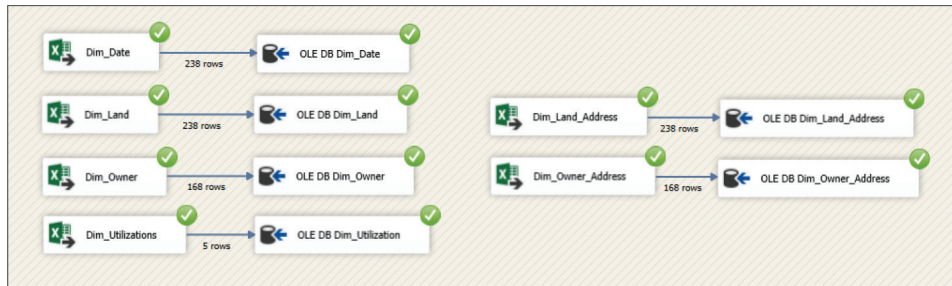 Dim_Date
238 rows
OLE DB Dim_Date
Dim_Land
238 rows
OLE DB Dim_Land
Dim_Owner
168 rows
OLE DB Dim_Owner
Dim_Utilizations
5 rows
OLE DB Dim_Utilization
Dim_Land_Address
238 rows
OLE DB Dim_Land_Address
Dim_Owner_Address
168 rows
OLE DB Dim_Owner_Address